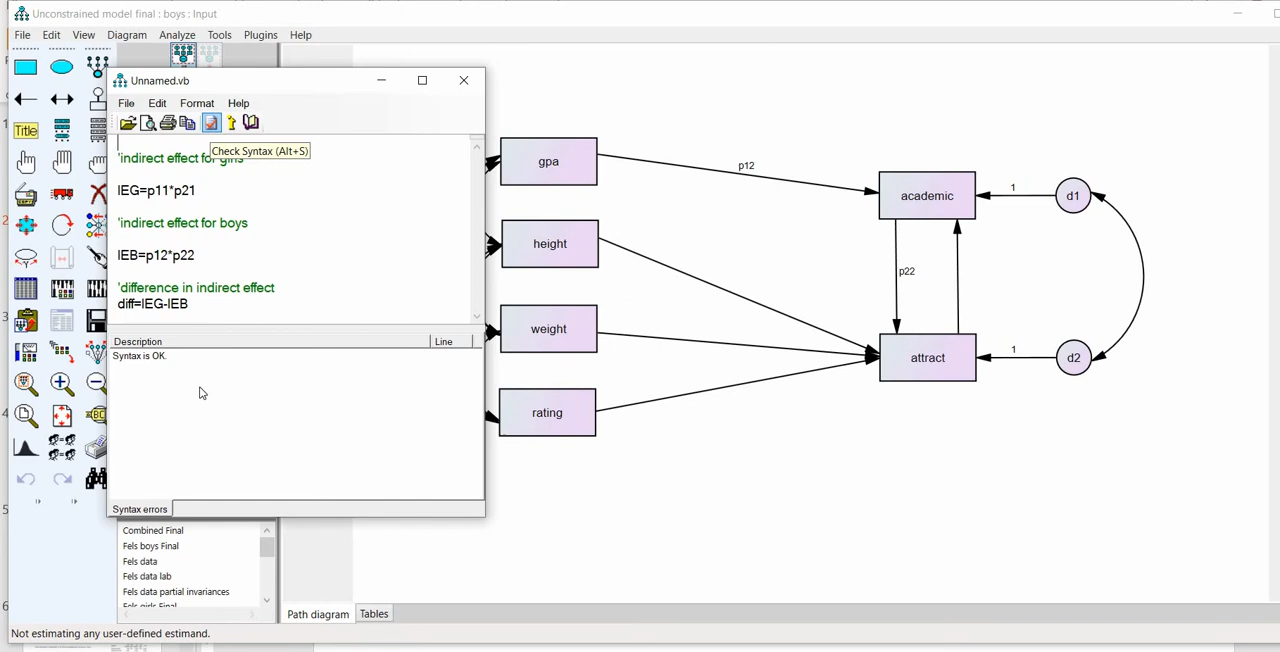 Unconstrained model final : boys : Input
File Edit View Diagram Analyze Tools Plugins Help
Unnamed.vb
File Edit Format Help
Title
Check Syntax (Alt+S)
'indirect effect for girls
IEG=p11*p21
'indirect effect for boys
IEB=p12*p22
'difference in indirect effect
diff=IEG-IEB
Description Line
Syntax is OK.
Syntax errors
gpa
height
weight
rating
p12
academic
1
d1
p22
attract
1
d2
Combined Final
Fels boys Final
Fels data
Fels data lab
Fels data partial invariances
Fels girls Final
Path diagram Tables
Not estimating any user-defined estimand.